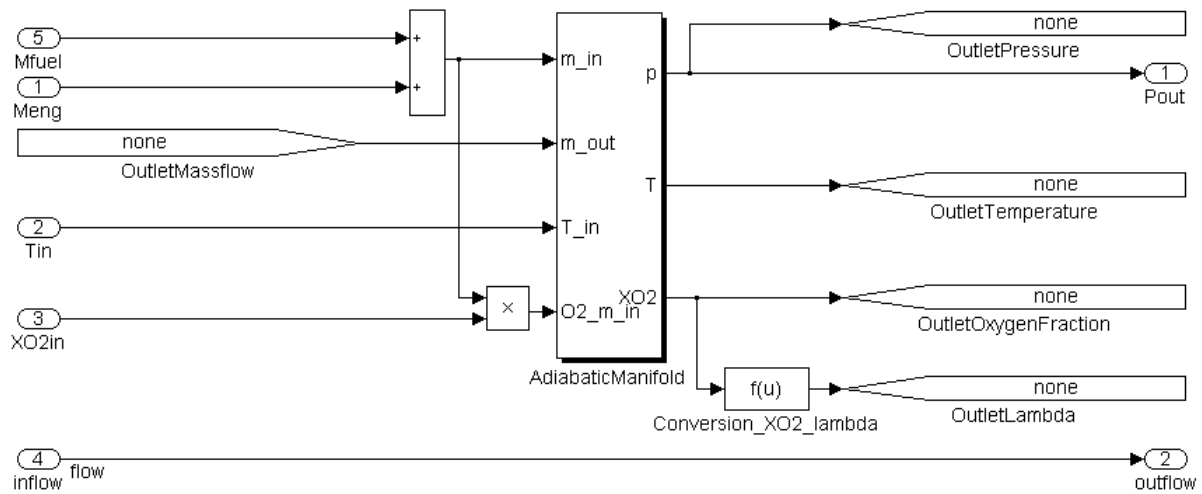 none
OutletPressure
5
Mfuel
+
m_in
p
1
Pout
1
Meng
+
none
OutletMassflow
m_out
T
none
OutletTemperature
2
Tin
T_in
3
XO2in
×
O2_m_in
XO2
none
OutletOxygenFraction
AdiabaticManifold
f(u)
Conversion_XO2_lambda
none
OutletLambda
4
inflow
flow
2
outflow